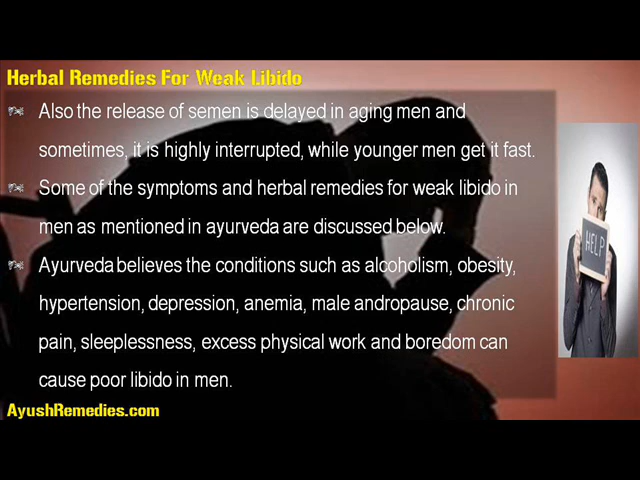 Herbal Remedies For Weak Libido
Also the release of semen is delayed in aging men and
sometimes, it is highly interrupted, while younger men get it fast.
Some of the symptoms and herbal remedies for weak libido in
men as mentioned in ayurveda are discussed below.
Ayurveda believes the conditions such as alcoholism, obesity,
hypertension, depression, anemia, male andropause, chronic
pain, sleeplessness, excess physical work and boredom can
cause poor libido in men.
HELP
AyushRemedies.com